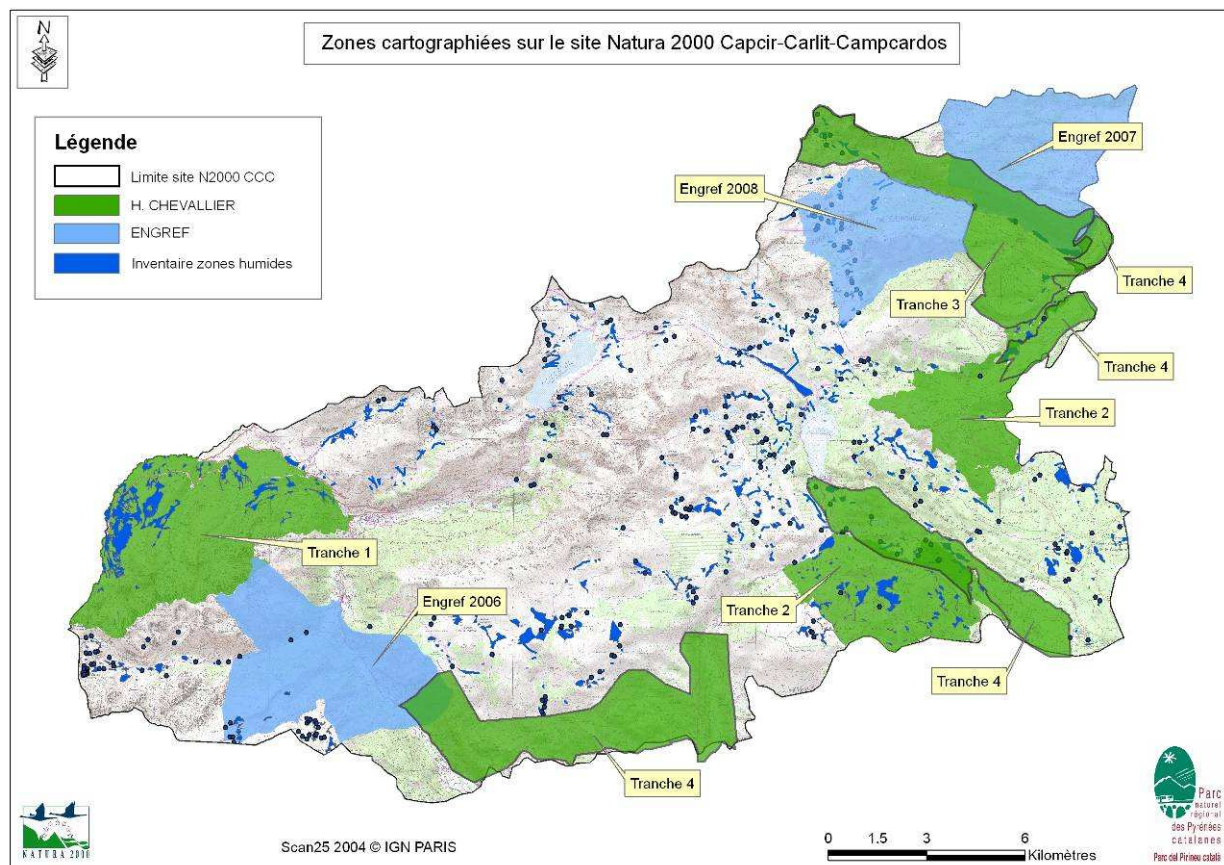 N
Zones cartographiées sur le site Natura 2000 Capcir-Carlit-Campcardos
Légende
Limite site N2000 CCC
H. CHEVALLIER
ENGREF
Inventaire zones humides
Engref 2007
Engref 2008
Tranche 4
Tranche 3
Tranche 4
Tranche 2
Tranche 1
Engref 2006
Tranche 2
Tranche 4
Tranche 4
NATURA 2000
Scan25 2004 © IGN PARIS
0 1.5 3 6
Kilomètres
Parc
naturel
régional
des Pyrénées
catalanes
Parc del Pirineu català